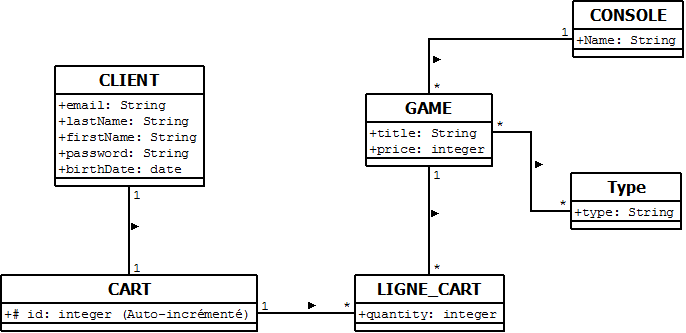 CONSOLE
+Name: String
1
*
CLIENT
+email: String
+lastName: String
+firstName: String
+password: String
+birthDate: date
GAME
+title: String
+price: integer
*
1
*
Type
+type: String
1
1
*
CART
+# id: integer (Auto-incrémenté)
1
*
LIGNE_CART
+quantity: integer